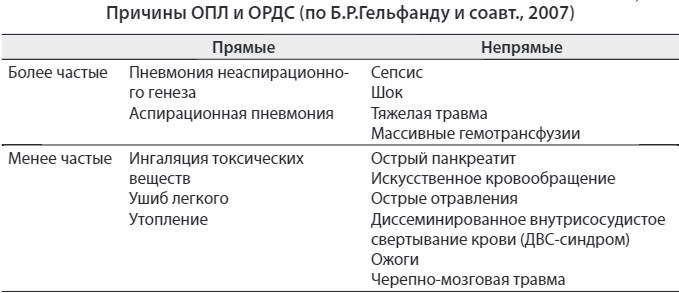 Причины ОПЛ и ОРДС (по Б.Р.Гельфанду и соавт., 2007)
Прямые Непрямые
Более частые Пневмония неаспирационно- Сепсис
го генеза Шок
Аспирационная пневмония Тяжелая травма
Массивные гемотрансфузии
Менее частые Ингаляция токсических Острый панкреатит
веществ Искусственное кровообращение
Ушиб легкого Острые отравления
Утопление Диссеминированное внутрисосудистое
свертывание крови (ДВС-синдром)
Ожоги
Черепно-мозговая травма